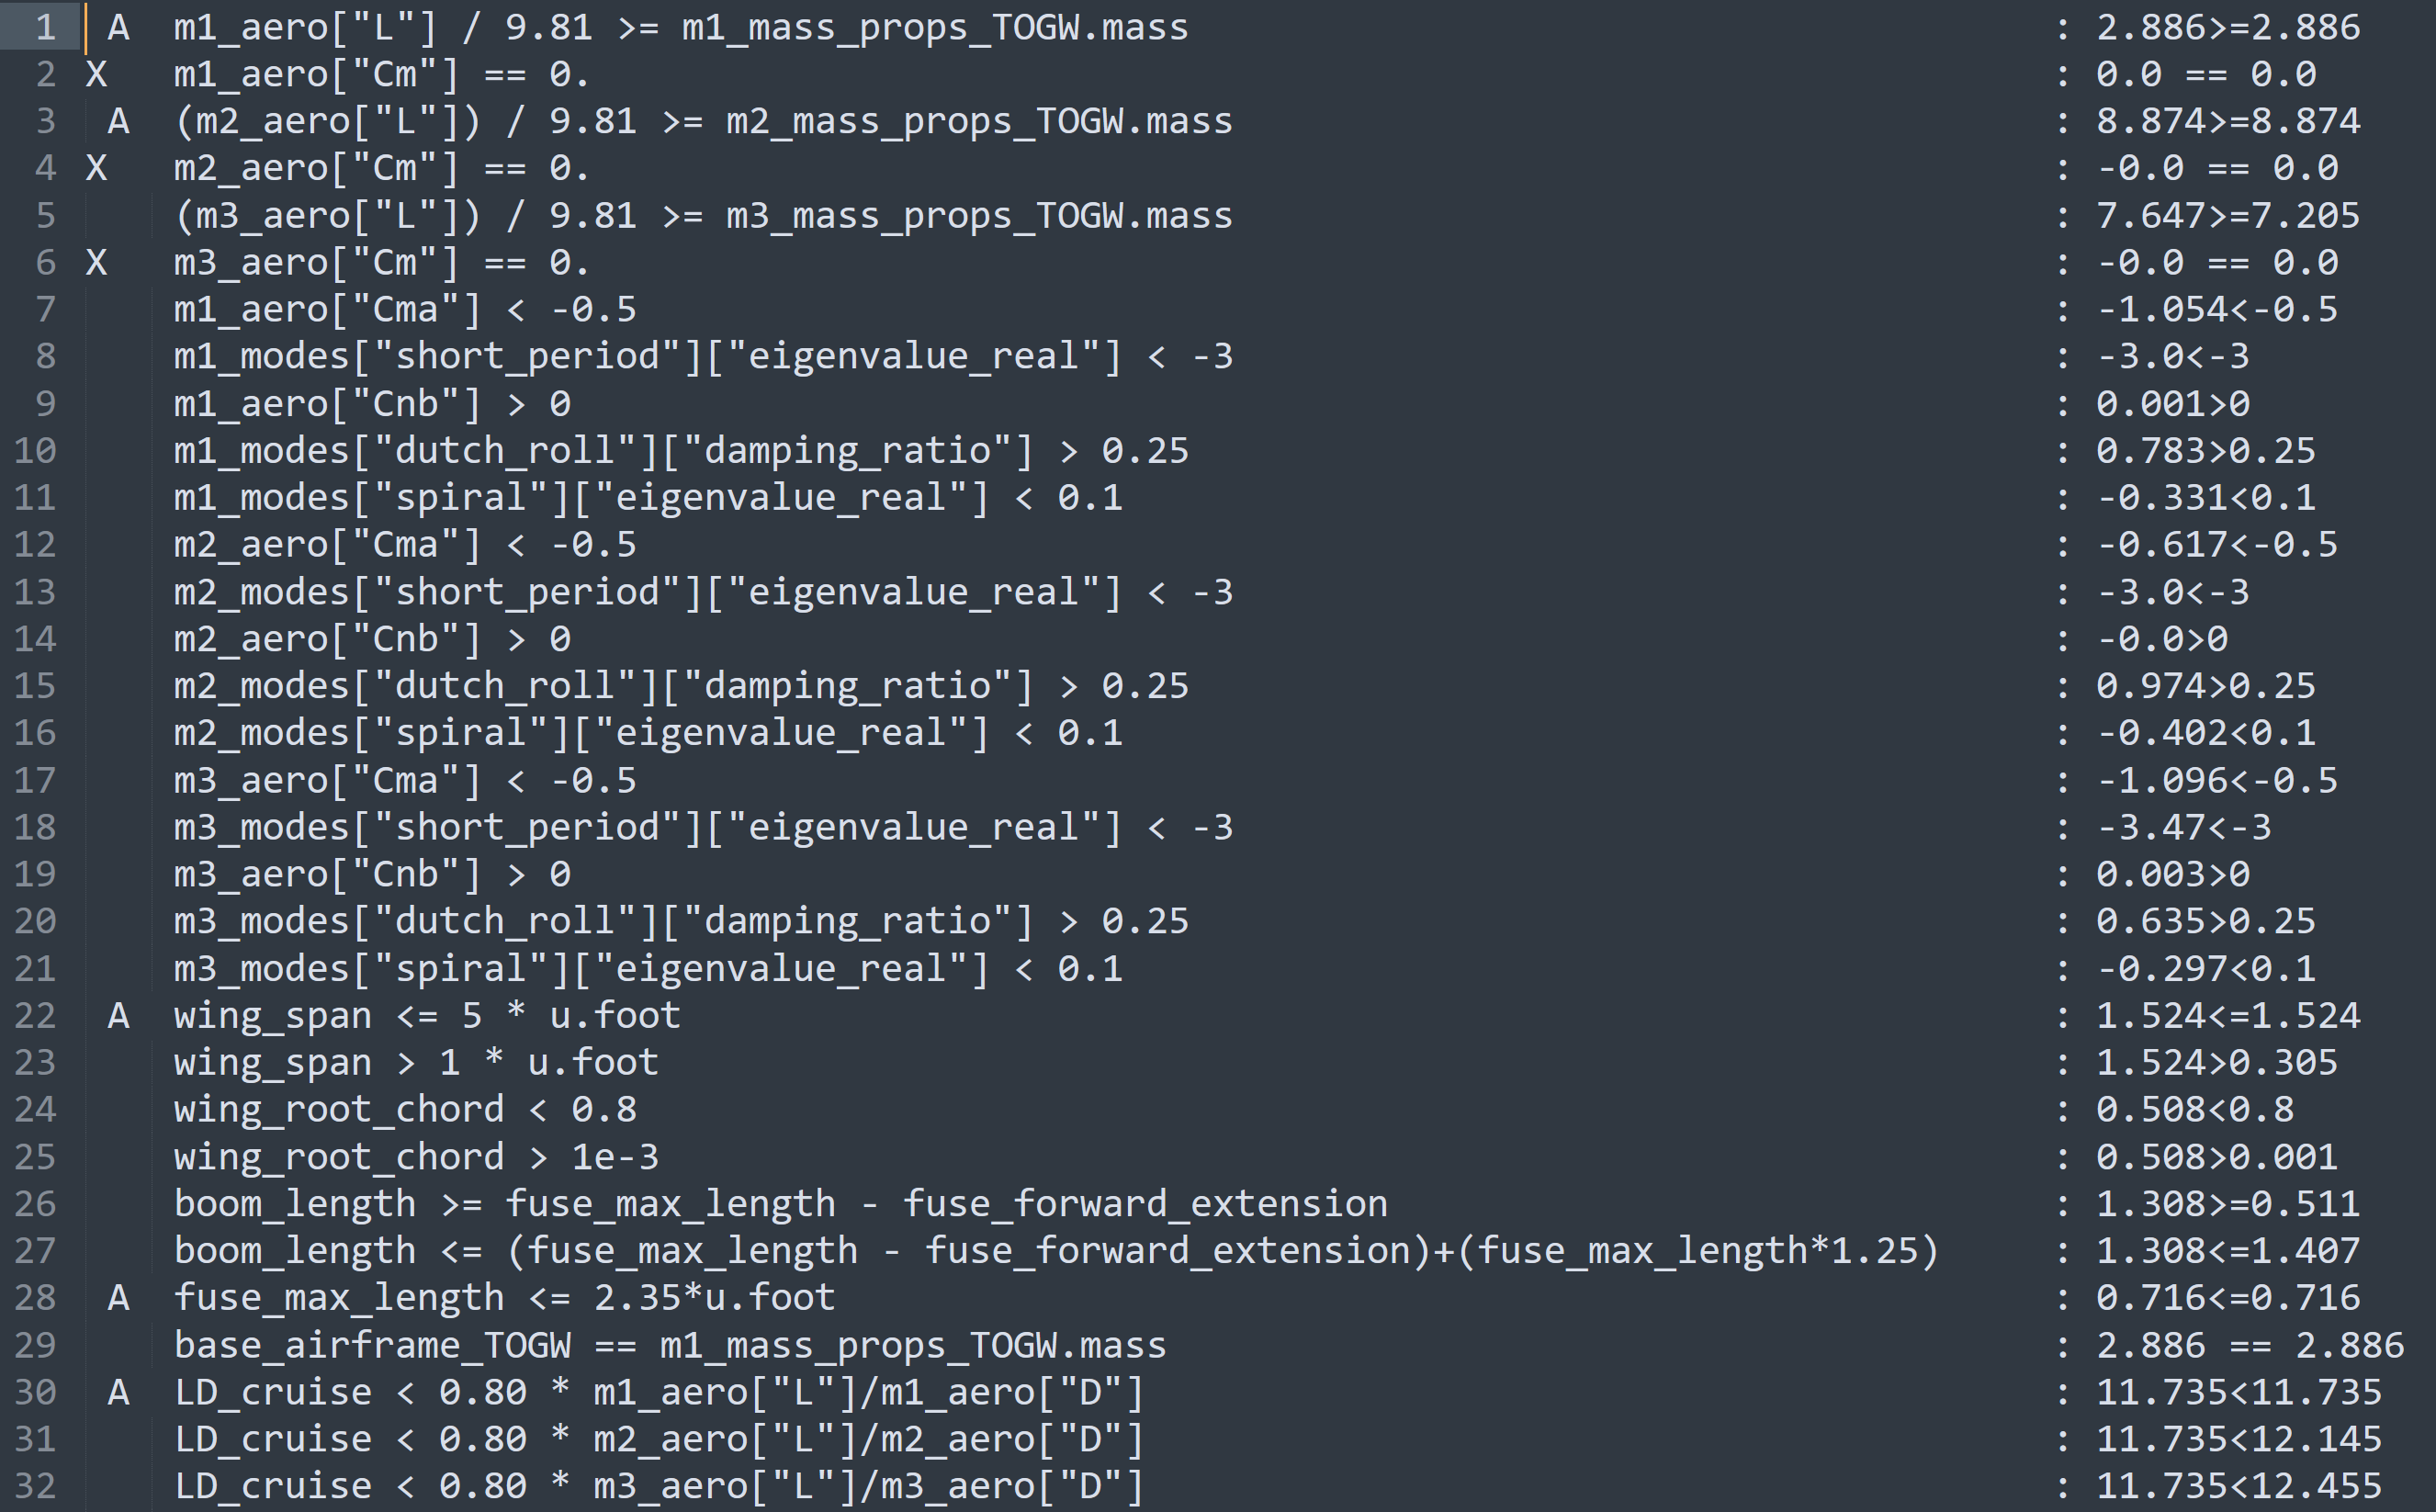 1 A m1_aero["L"] / 9.81 >= m1_mass_props_TOGW.mass : 2.886>=2.886
2 X m1_aero["Cm"] == 0. : 0.0 == 0.0
3 A (m2_aero["L"]) / 9.81 >= m2_mass_props_TOGW.mass : 8.874>=8.874
4 X m2_aero["Cm"] == 0. : -0.0 == 0.0
5 (m3_aero["L"]) / 9.81 >= m3_mass_props_TOGW.mass : 7.647>=7.205
6 X m3_aero["Cm"] == 0. : -0.0 == 0.0
7 m1_aero["Cma"] < -0.5 : -1.054<-0.5
8 m1_modes["short_period"]["eigenvalue_real"] < -3 : -3.0<-3
9 m1_aero["Cnb"] > 0 : 0.001>0
10 m1_modes["dutch_roll"]["damping_ratio"] > 0.25 : 0.783>0.25
11 m1_modes["spiral"]["eigenvalue_real"] < 0.1 : -0.331<0.1
12 m2_aero["Cma"] < -0.5 : -0.617<-0.5
13 m2_modes["short_period"]["eigenvalue_real"] < -3 : -3.0<-3
14 m2_aero["Cnb"] > 0 : -0.0>0
15 m2_modes["dutch_roll"]["damping_ratio"] > 0.25 : 0.974>0.25
16 m2_modes["spiral"]["eigenvalue_real"] < 0.1 : -0.402<0.1
17 m3_aero["Cma"] < -0.5 : -1.096<-0.5
18 m3_modes["short_period"]["eigenvalue_real"] < -3 : -3.47<-3
19 m3_aero["Cnb"] > 0 : 0.003>0
20 m3_modes["dutch_roll"]["damping_ratio"] > 0.25 : 0.635>0.25
21 m3_modes["spiral"]["eigenvalue_real"] < 0.1 : -0.297<0.1
22 A wing_span <= 5 * u.foot : 1.524<=1.524
23 wing_span > 1 * u.foot : 1.524>0.305
24 wing_root_chord < 0.8 : 0.508<0.8
25 wing_root_chord > 1e-3 : 0.508>0.001
26 boom_length >= fuse_max_length - fuse_forward_extension : 1.308>=0.511
27 boom_length <= (fuse_max_length - fuse_forward_extension)+(fuse_max_length*1.25) : 1.308<=1.407
28 A fuse_max_length <= 2.35*u.foot : 0.716<=0.716
29 base_airframe_TOGW == m1_mass_props_TOGW.mass : 2.886 == 2.886
30 A LD_cruise < 0.80 * m1_aero["L"]/m1_aero["D"] : 11.735<11.735
31 LD_cruise < 0.80 * m2_aero["L"]/m2_aero["D"] : 11.735<12.145
32 LD_cruise < 0.80 * m3_aero["L"]/m3_aero["D"] : 11.735<12.455